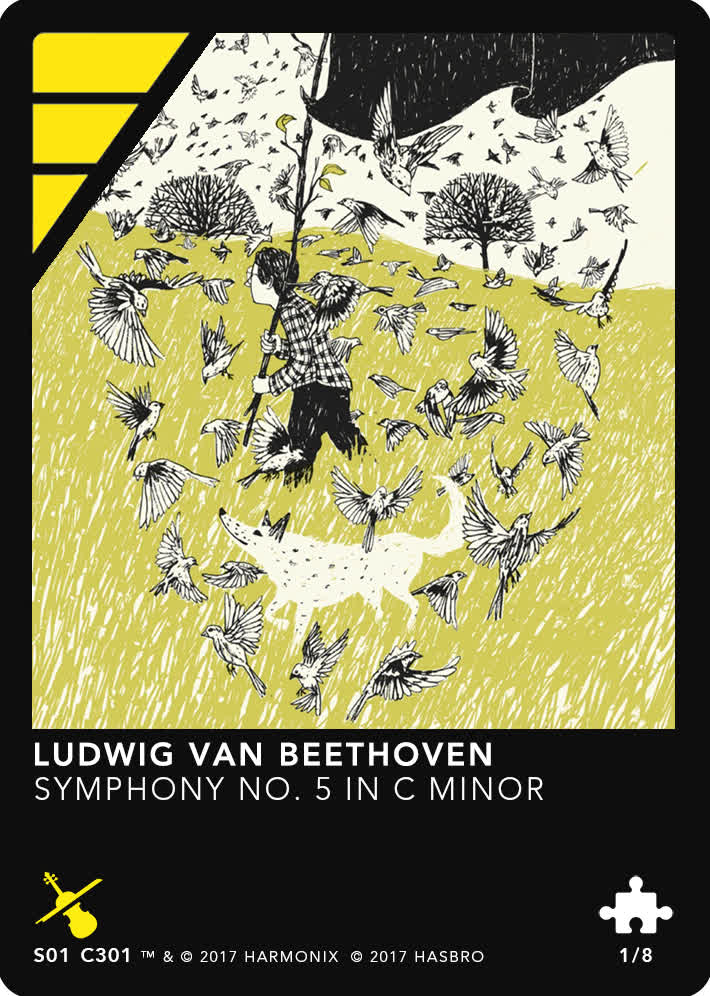 LUDWIG VAN BEETHOVEN
SYMPHONY NO. 5 IN C MINOR
S01 C301 ™ & © 2017 HARMONIX © 2017 HASBRO
1/8